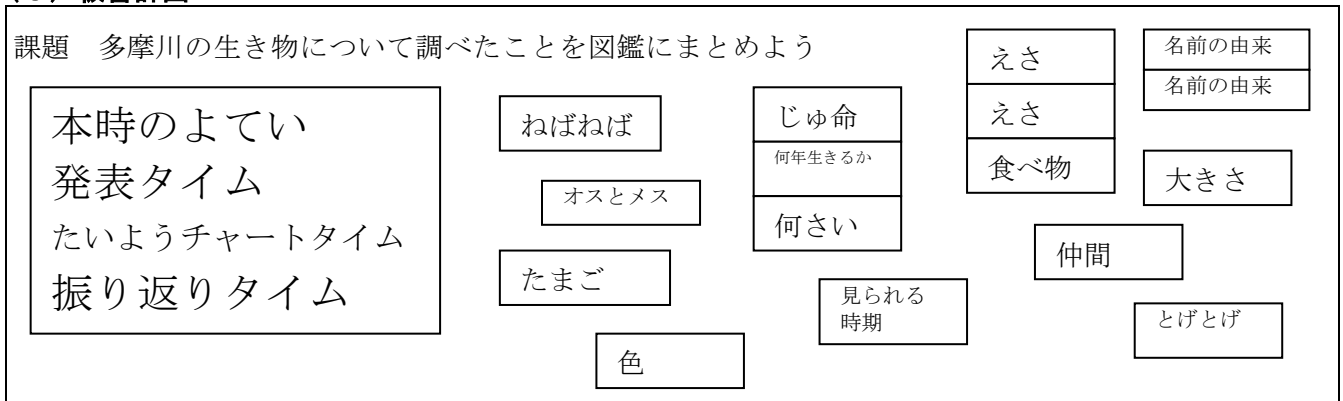 課題 多摩川の生き物について調べたことを図鑑にまとめよう
本時のよてい
発表タイム
たいようチャートタイム
振り返りタイム
ねばねば
オスとメス
たまご
色
じゅ命
何年生きるか
何さい
見られる
時期
えさ
えさ
食べ物
名前の由来
名前の由来
大きさ
仲間
とげとげ